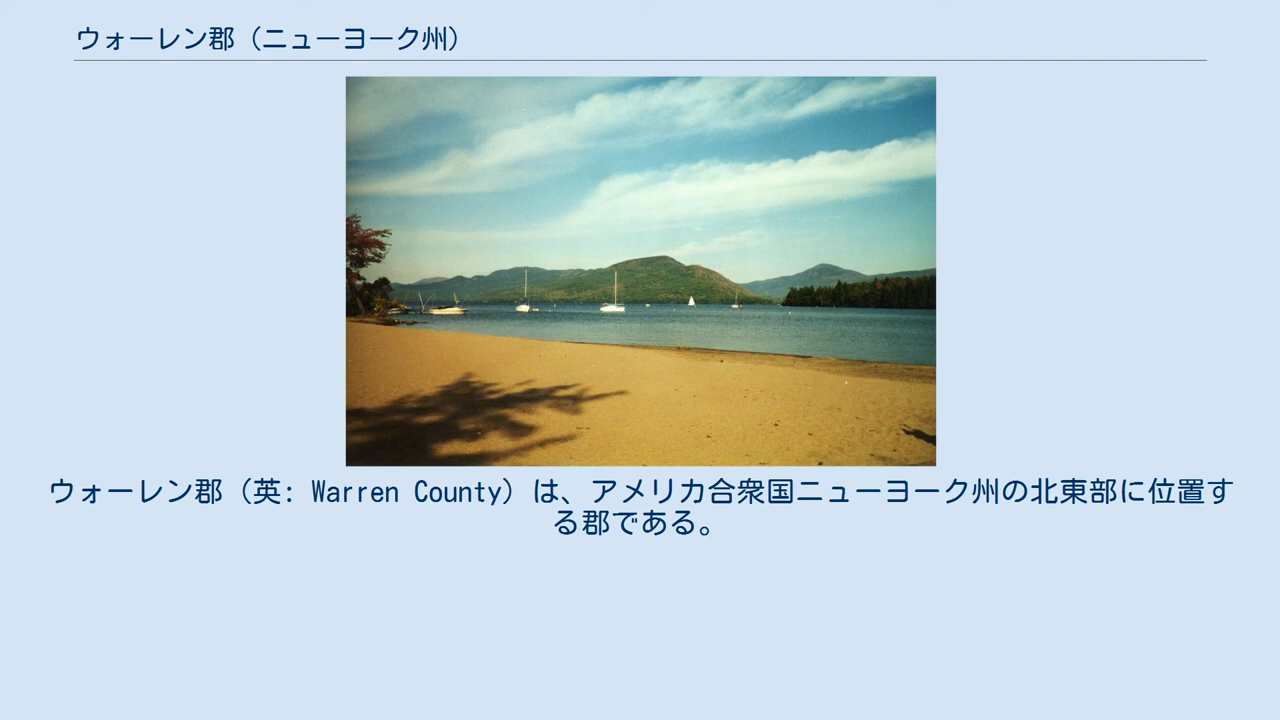 ウォーレン郡（ニューヨーク州）
ウォーレン郡（英: Warren County）は、アメリカ合衆国ニューヨーク州の北東部に位置す
る郡である。